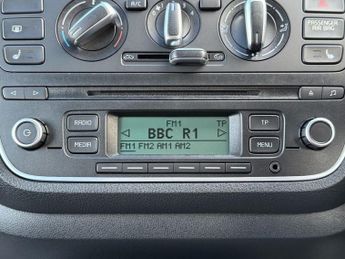 A/C
PASSENGER
AIR BAG
RADIO
MEDIA
FM1 TP
BBC R1
FM1 FM2 AM1 AM2
TP
MENU